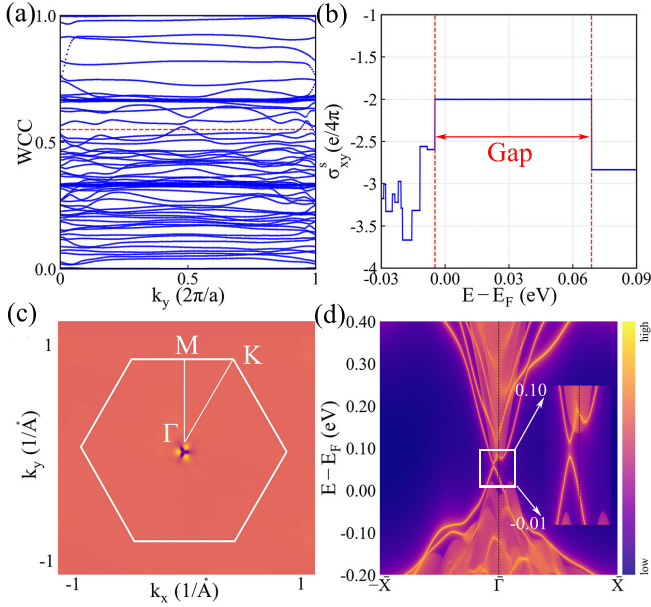 (a)
1.0
0.5
0.0
WCC
0
0.5
1
k_y (2π/a)
(b)
-1
-1.5
-2
-2.5
-3
-3.5
-4
σ^s_xy (e/4π)
Gap
-0.03
0.00
0.03
0.06
0.09
E − E_F (eV)
(c)
1
-1
k_y (1/Å)
M
K
Γ
-1
1
k_x (1/Å)
(d)
0.40
0.30
0.20
0.10
0.00
-0.10
-0.20
E − E_F (eV)
0.10
-0.01
−X̄
Γ̄
X̄
high
low